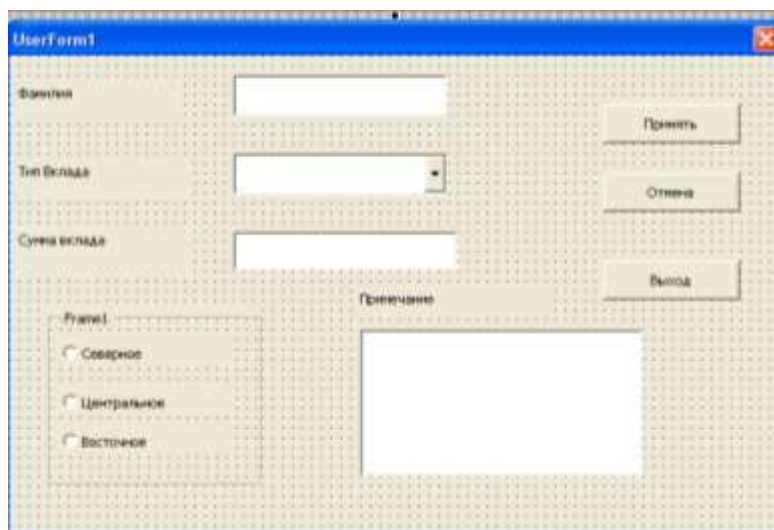 UserForm1
Фамилия
Принять
Тип Вклада
Отмена
Сумма вклада
Выход
Примечание
Frame1
Северное
Центральное
Восточное